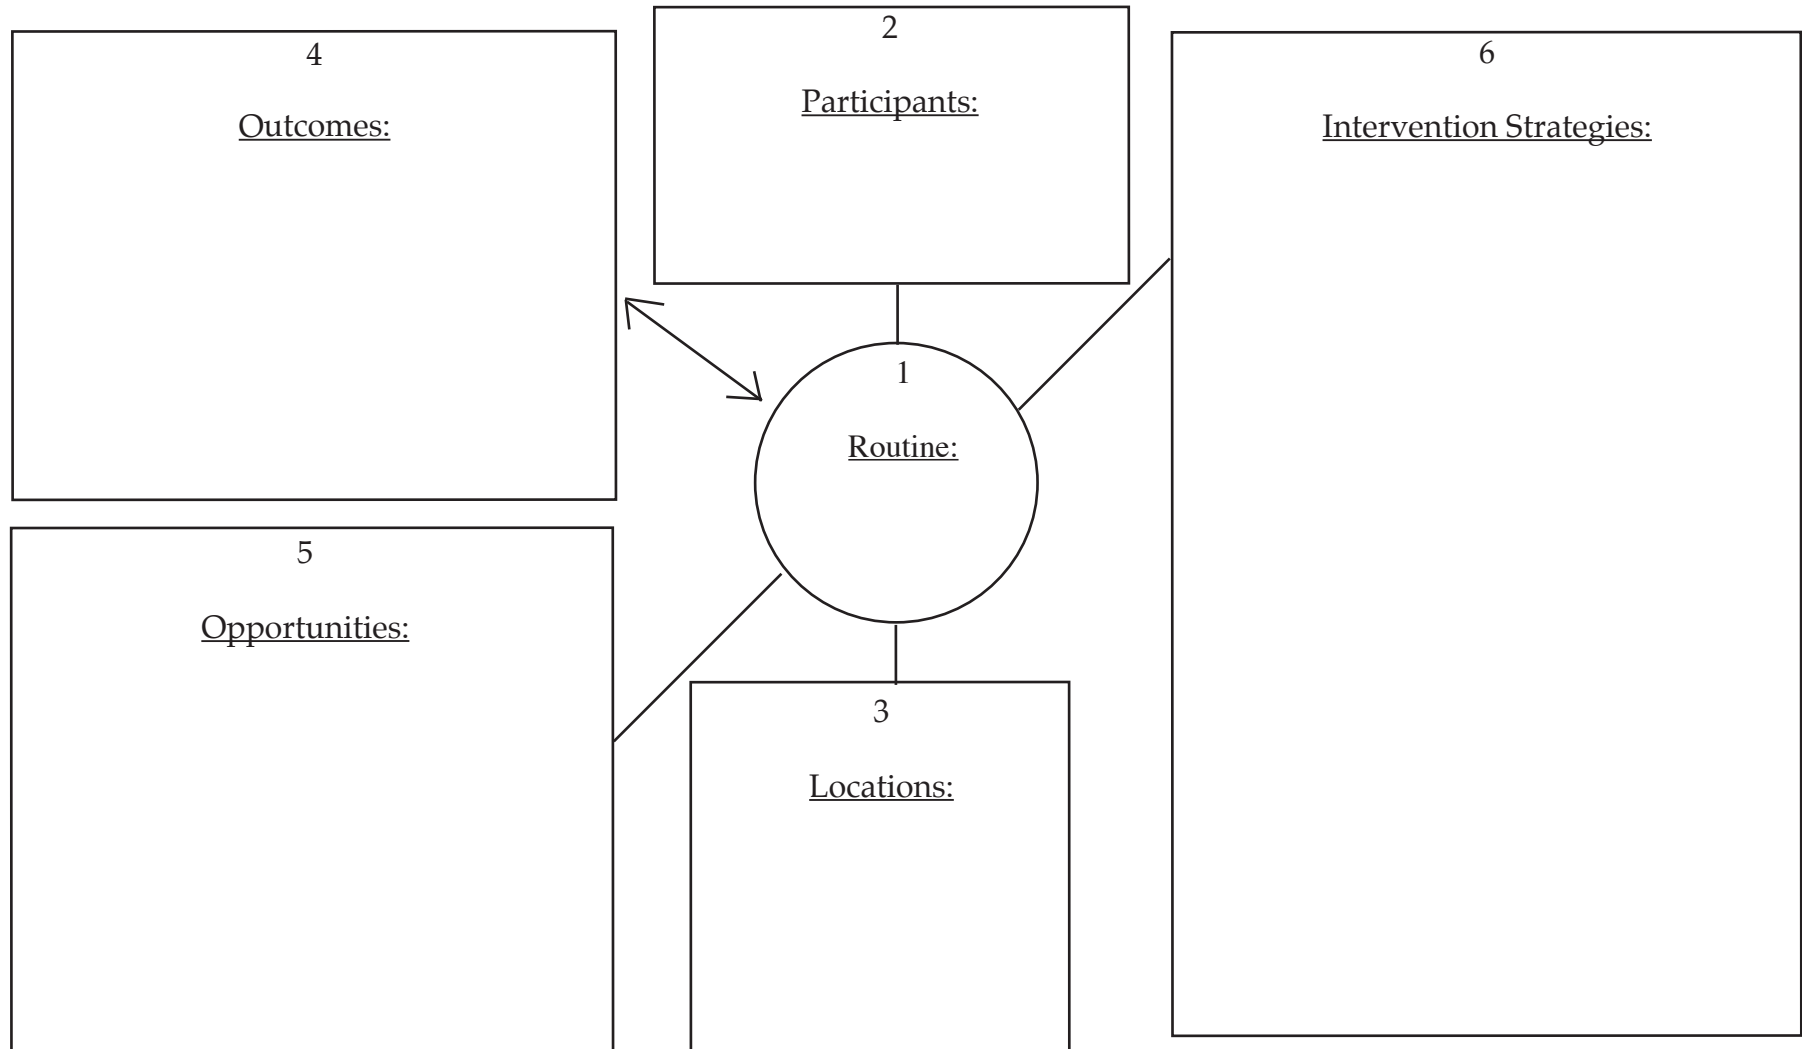 4
Outcomes:
2
Participants:
6
Intervention Strategies:
1
Routine:
5
Opportunities:
3
Locations: